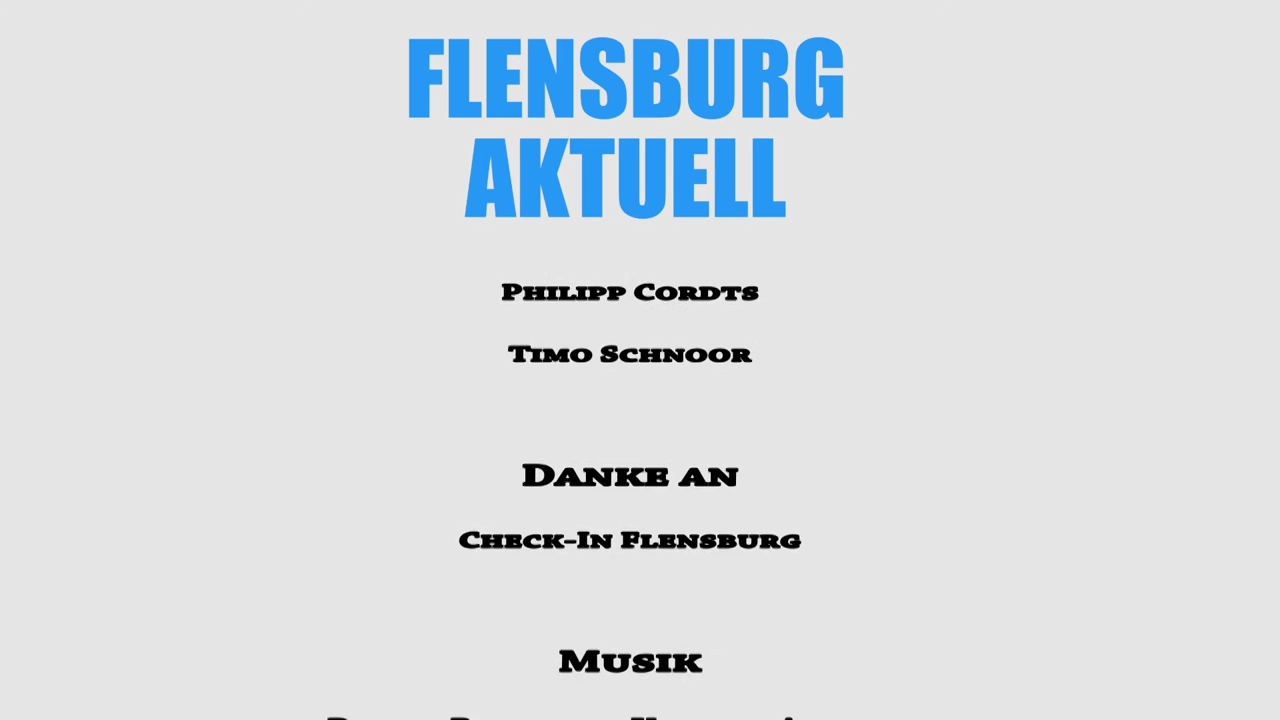 FLENSBURG
AKTUELL
Philipp Cordts
Timo Schnoor
Danke an
Check-In Flensburg
Musik